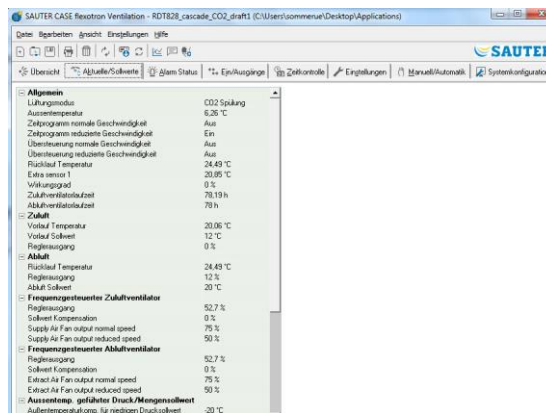 SAUTER CASE flexotron Ventilation - RDT828_cascade_CO2_draft1 (C:\Users\sommerue\Desktop\Applications)
Datei Bearbeiten Ansicht Einstellungen Hilfe
SAUTER
Übersicht Aktuelle/Sollwerte Alarm Status Ein/Ausgänge Zeitkontrolle Einstellungen Manuell/Automatik Systemkonfiguration
Allgemein
Lüftungsmodus CO2 Spülung
Aussentemperatur 6,26 °C
Zeitprogramm normale Geschwindigkeit Aus
Zeitprogramm reduzierte Geschwindigkeit Ein
Übersteuerung normale Geschwindigkeit Aus
Übersteuerung reduzierte Geschwindigkeit Aus
Rücklauf Temperatur 24,49 °C
Extra sensor 1 20,85 °C
Wirkungsgrad 0 %
Zuluftventilatorlaufzeit 78,19 h
Abluftventilatorlaufzeit 78 h
Zuluft
Vorlauf Temperatur 20,06 °C
Vorlauf Sollwert 12 °C
Reglerausgang 0 %
Abluft
Rücklauf Temperatur 24,49 °C
Reglerausgang 12 %
Abluft Sollwert 20 °C
Frequenzgesteuerter Zuluftventilator
Reglerausgang 52,7 %
Sollwert Kompensation 0 %
Supply Air Fan output normal speed 75 %
Supply Air Fan output reduced speed 50 %
Frequenzgesteuerter Abluftventilator
Reglerausgang 52,7 %
Sollwert Kompensation 0 %
Extract Air Fan output normal speed 75 %
Extract Air Fan output reduced speed 50 %
Aussentemp. geführter Druck/Mengensollwert
Außentemperaturkomp. für niedrigen Drucksollwert -20 °C